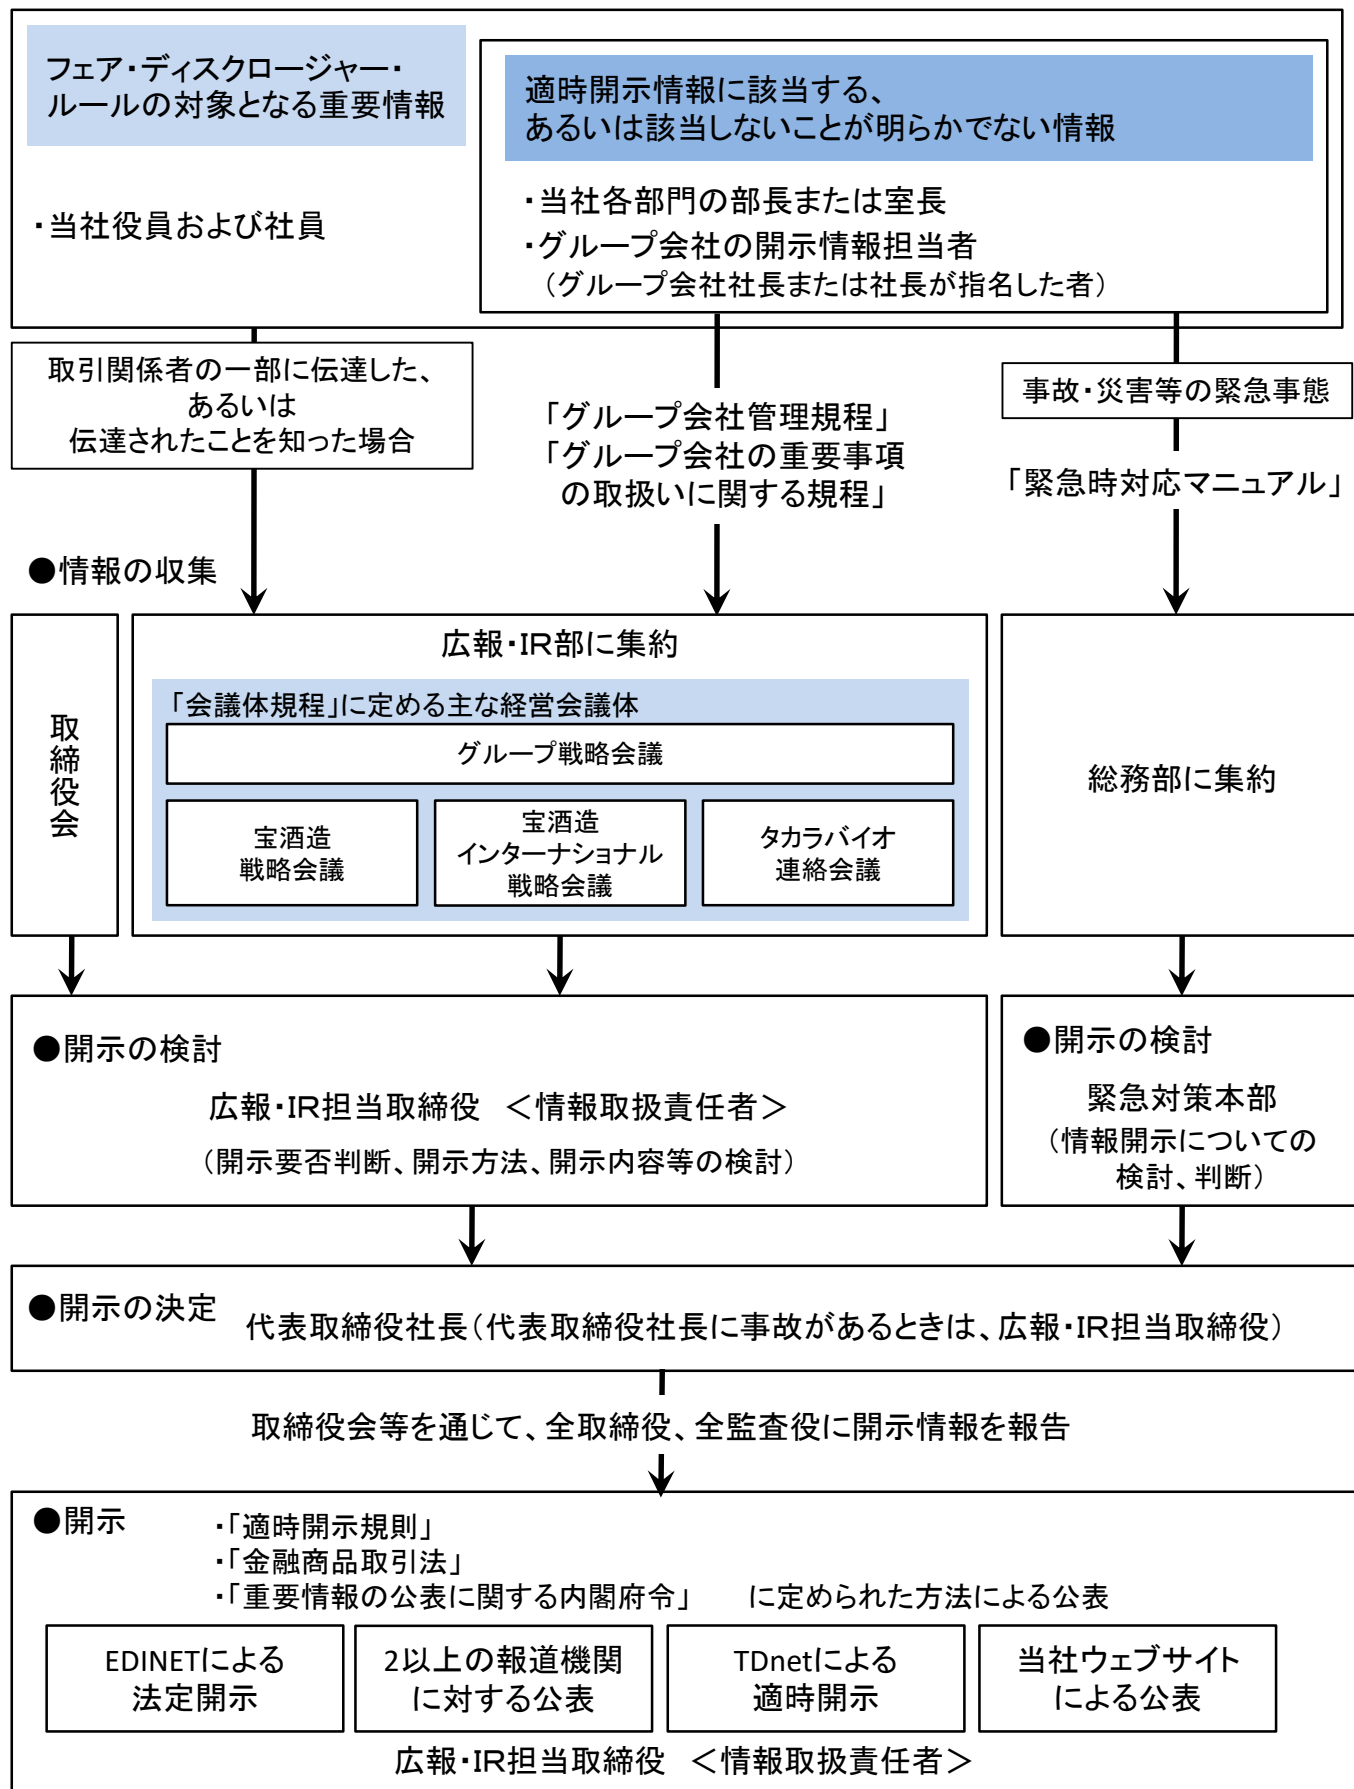 フェア・ディスクロージャー・
ルールの対象となる重要情報
・当社役員および社員
適時開示情報に該当する、
あるいは該当しないことが明らかでない情報
・当社各部門の部長または室長
・グループ会社の開示情報担当者
（グループ会社社長または社長が指名した者）
取引関係者の一部に伝達した、
あるいは
伝達されたことを知った場合
「グループ会社管理規程」
「グループ会社の重要事項
の取扱いに関する規程」
事故・災害等の緊急事態
「緊急時対応マニュアル」
●情報の収集
取締役会
広報・IR部に集約
「会議体規程」に定める主な経営会議体
グループ戦略会議
宝酒造
戦略会議
宝酒造
インターナショナル
戦略会議
タカラバイオ
連絡会議
総務部に集約
●開示の検討
広報・IR担当取締役　＜情報取扱責任者＞
（開示要否判断、開示方法、開示内容等の検討）
●開示の検討
緊急対策本部
（情報開示についての
検討、判断）
●開示の決定
代表取締役社長（代表取締役社長に事故があるときは、広報・IR担当取締役）
取締役会等を通じて、全取締役、全監査役に開示情報を報告
●開示
・「適時開示規則」
・「金融商品取引法」
・「重要情報の公表に関する内閣府令」　に定められた方法による公表
EDINETによる
法定開示
2以上の報道機関
に対する公表
TDnetによる
適時開示
当社ウェブサイト
による公表
広報・IR担当取締役　＜情報取扱責任者＞